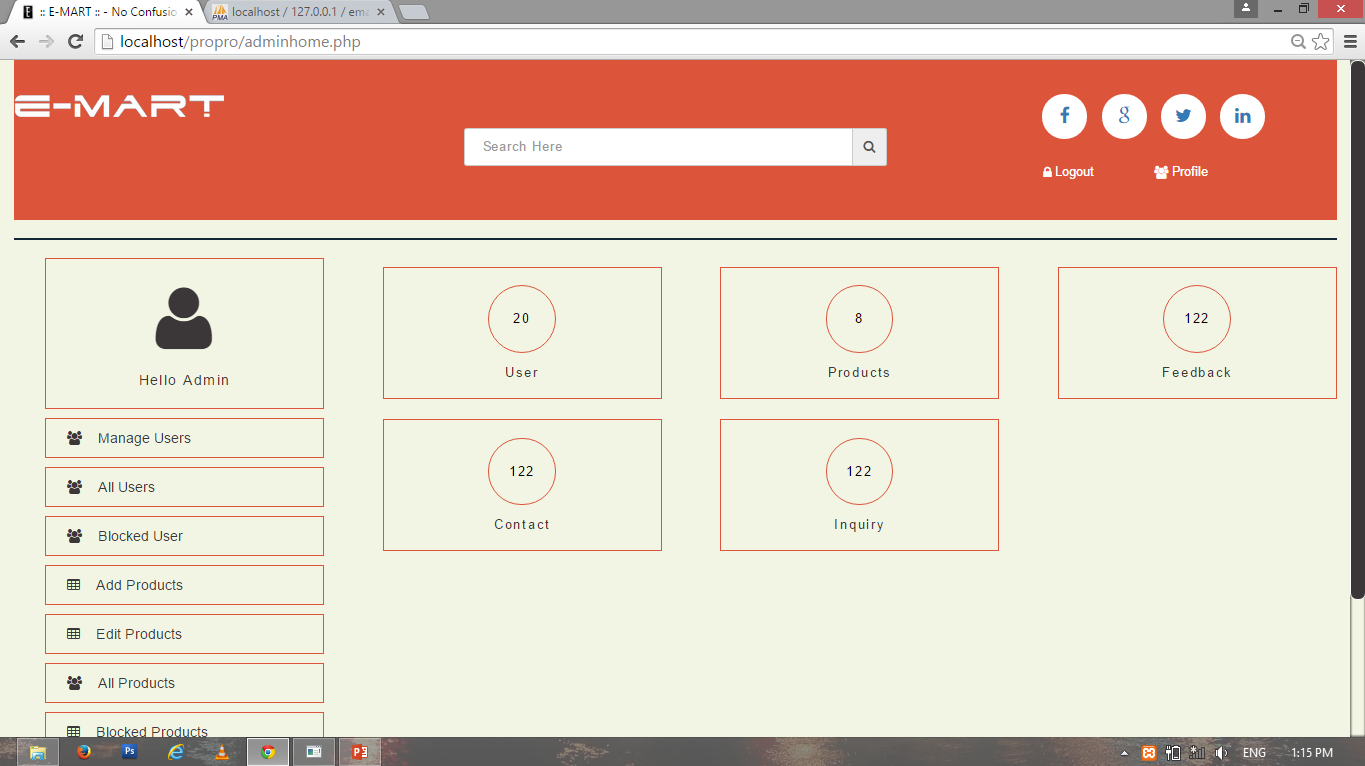 :: E-MART :: - No Confusio
localhost / 127.0.0.1 / ema
localhost/propro/adminhome.php
E-MART
Search Here
Logout
Profile
Hello Admin
Manage Users
All Users
Blocked User
Add Products
Edit Products
All Products
Blocked Products
20
User
8
Products
122
Feedback
122
Contact
122
Inquiry
ENG
1:15 PM